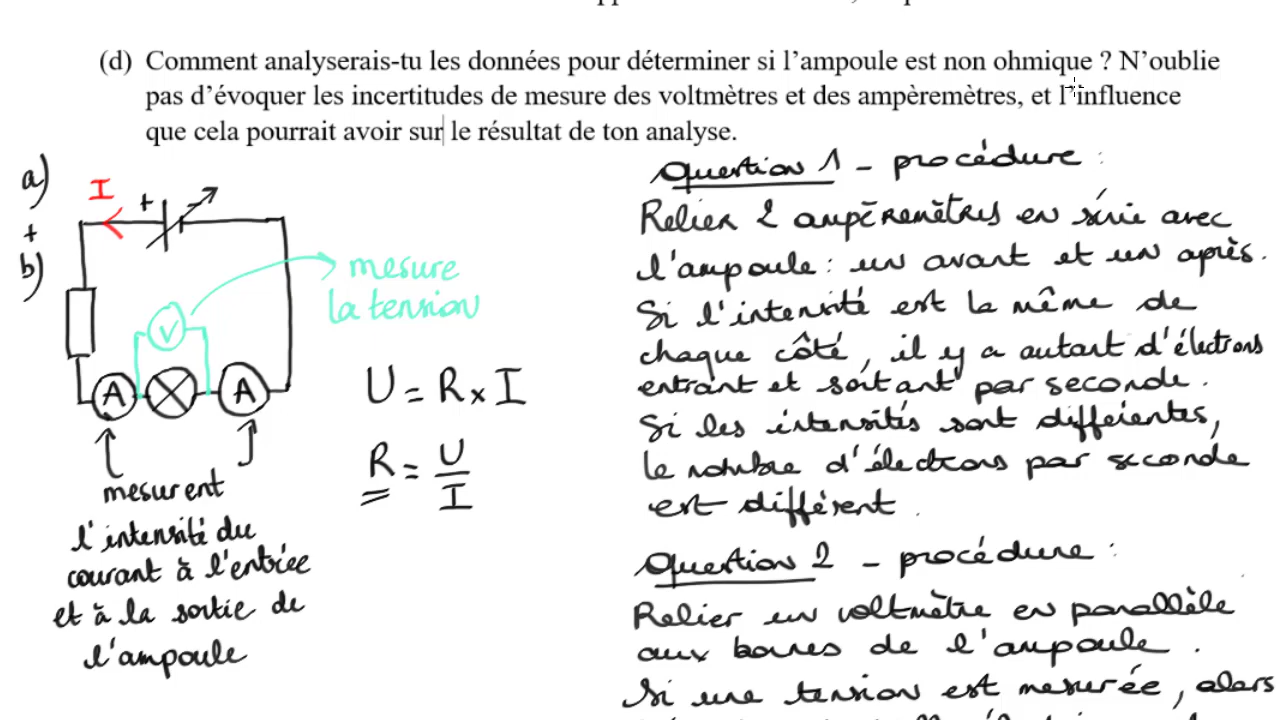 (d) Comment analyserais-tu les données pour déterminer si l'ampoule est non ohmique ? N'oublie
pas d'évoquer les incertitudes de mesure des voltmètres et des ampèremètres, et l'influence
que cela pourrait avoir sur le résultat de ton analyse.
a)
+
b)
I
+
V
A
A
mesure
la tension
U = R x I
R = U/I
mesurent
l'intensité du
courant à l'entrée
et à la sortie de
l'ampoule
Question 1 - procédure :
Relier 2 ampèremètres en série avec
l'ampoule : un avant et un après.
Si l'intensité est la même de
chaque côté, il y a autant d'électrons
entrant et sortant par seconde.
Si les intensités sont différentes,
le nombre d'électrons par seconde
est différent.
Question 2 - procédure :
Relier un voltmètre en parallèle
aux bornes de l'ampoule.
Si une tension est mesurée, alors